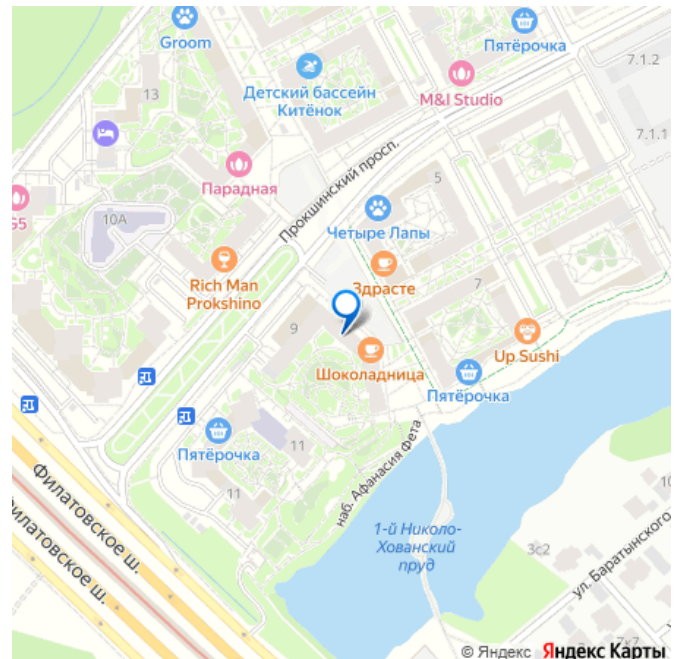 Groom
Пятёрочка
7.1.2
Детский бассейн
Китёнок
M&I Studio
13
7.1.1
Парадная
Прокшинский просп.
5
10А
Четыре Лапы
Rich Man
Prokshino
Здрасте
7
9
Up Sushi
Шоколадница
Пятёрочка
Пятёрочка
11
11
наб. Афанасия Фета
Филатовское ш.
Филатовское ш.
1-й Николо-
Хованский
пруд
3с2
ул. Баратынского
© Яндекс Яндекс Карты